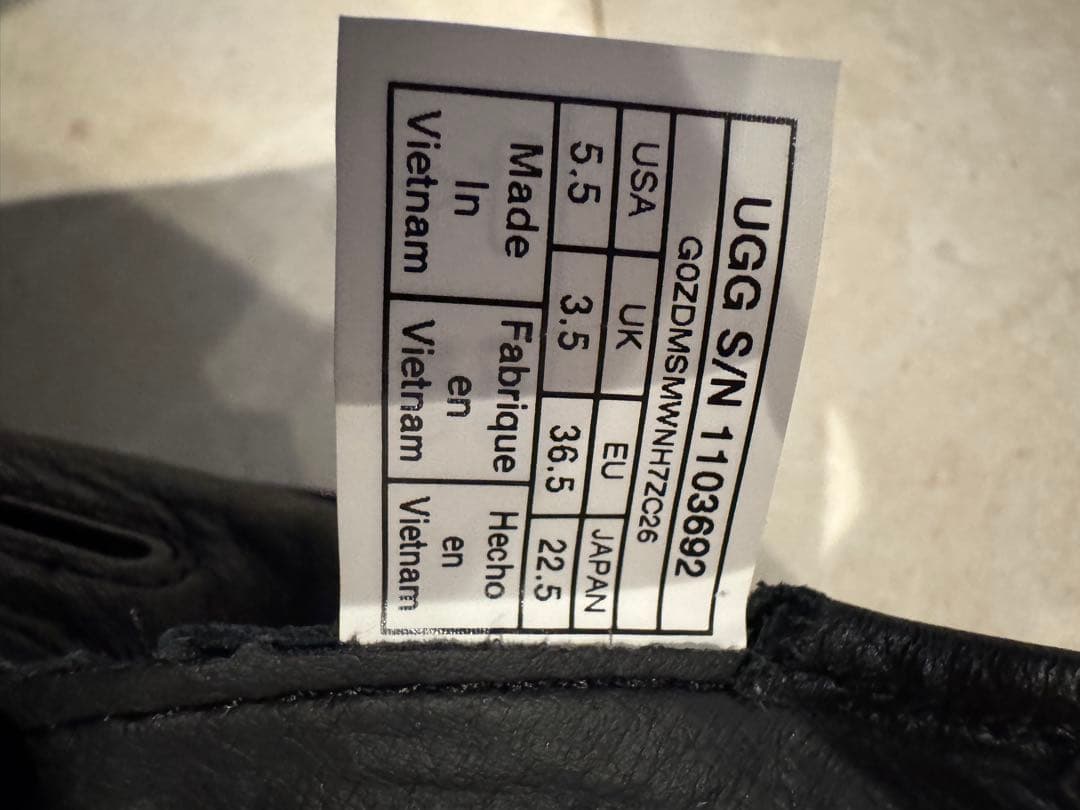 UGG S/N 1103692
GOZDMSMWNH7ZC26
USA UK EU JAPAN
5.5 3.5 36.5 22.5
Made Fabrique Hecho
In en en
Vietnam Vietnam Vietnam